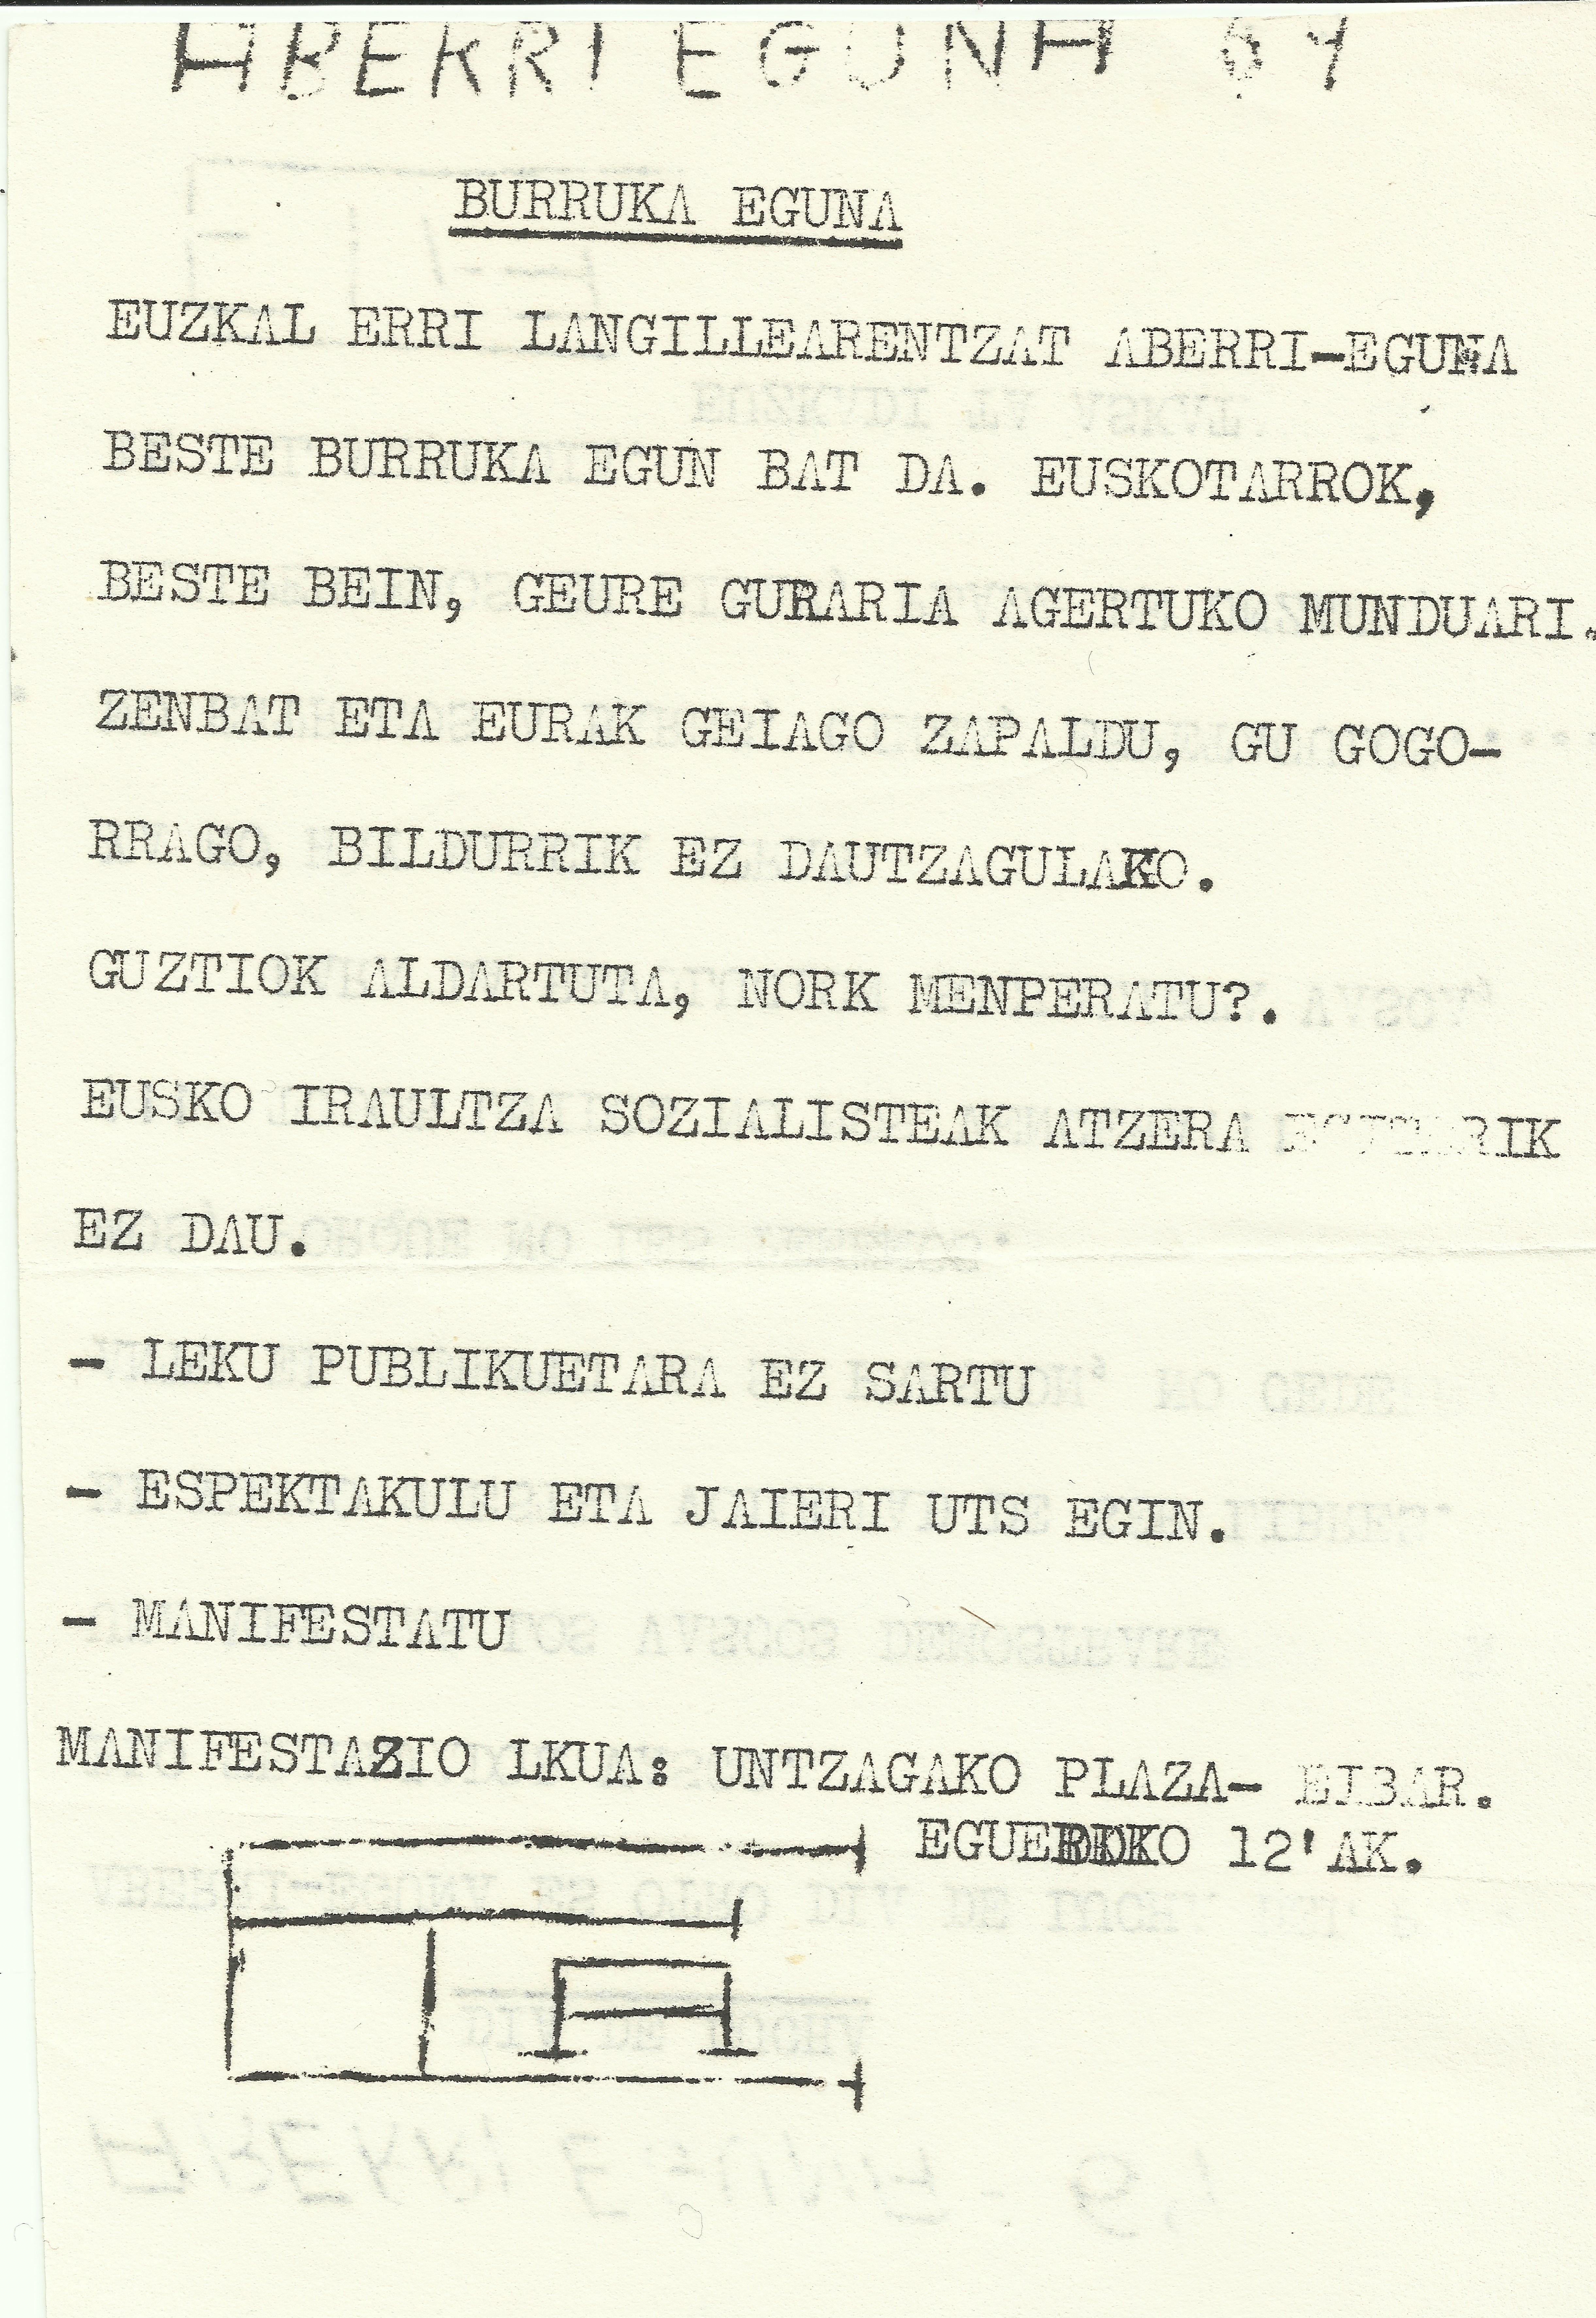 ABERRI EGUNA 69
BURRUKA EGUNA
EUZKAL ERRI LANGILLEARENTZAT ABERRI-EGUNA
BESTE BURRUKA EGUN BAT DA. EUSKOTARROK,
BESTE BEIN, GEURE GURARIA AGERTUKO MUNDUARI.
ZENBAT ETA EURAK GEIAGO ZAPALDU, GU GOGO-
RRAGO, BILDURRIK EZ DAUTZAGULAKO.
GUZTIOK ALDARTUTA, NORK MENPERATU?.
EUSKO IRAULTZA SOZIALISTEAK ATZERA
EZ DAU.
- LEKU PUBLIKUETARA EZ SARTU
- ESPEKTAKULU ETA JAIERI UTS EGIN.
- MANIFESTATU
MANIFESTAZIO LKUA: UNTZAGAKO PLAZA- EIBAR.
EGUERDIKO 12'AK.
ETA